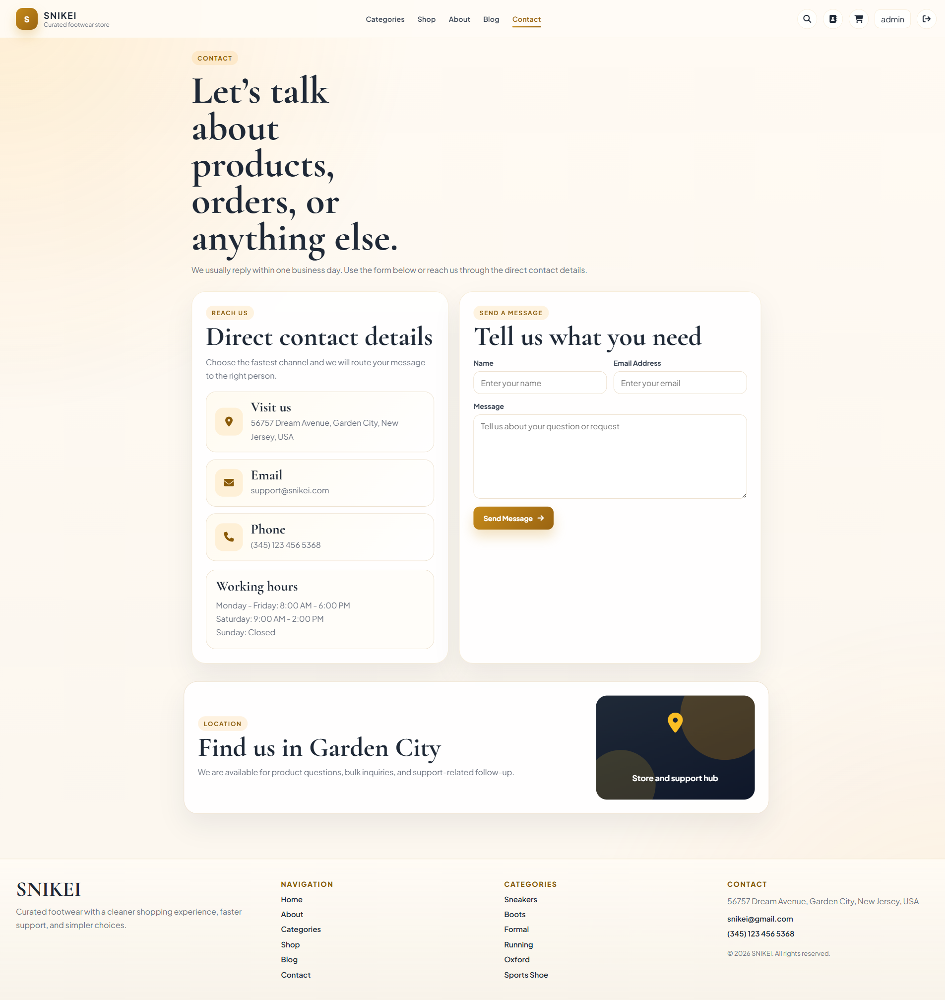 S
SNIKEI
Curated footwear store
Categories
Shop
About
Blog
Contact
admin
CONTACT
Let’s talk
about
products,
orders, or
anything else.
We usually reply within one business day. Use the form below or reach us through the direct contact details.
REACH US
Direct contact details
Choose the fastest channel and we will route your message
to the right person.
Visit us
56757 Dream Avenue, Garden City, New
Jersey, USA
Email
support@snikei.com
Phone
(345) 123 456 5368
Working hours
Monday - Friday: 8:00 AM - 6:00 PM
Saturday: 9:00 AM - 2:00 PM
Sunday: Closed
SEND A MESSAGE
Tell us what you need
Name
Email Address
Enter your name
Enter your email
Message
Tell us about your question or request
Send Message
LOCATION
Find us in Garden City
We are available for product questions, bulk inquiries, and support-related follow-up.
Store and support hub
SNIKEI
Curated footwear with a cleaner shopping experience, faster
support, and simpler choices.
NAVIGATION
Home
About
Categories
Shop
Blog
Contact
CATEGORIES
Sneakers
Boots
Formal
Running
Oxford
Sports Shoe
CONTACT
56757 Dream Avenue, Garden City, New Jersey, USA
snikei@gmail.com
(345) 123 456 5368
© 2026 SNIKEI. All rights reserved.